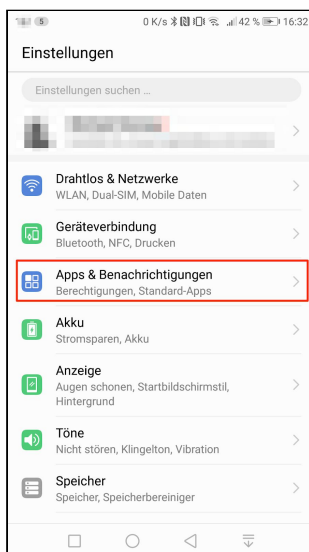 5 0 K/s 42 % 16:32
Einstellungen
Einstellungen suchen ...
Drahtlos & Netzwerke
WLAN, Dual-SIM, Mobile Daten
Geräteverbindung
Bluetooth, NFC, Drucken
Apps & Benachrichtigungen
Berechtigungen, Standard-Apps
Akku
Stromsparen, Akku
Anzeige
Augen schonen, Startbildschirmstil,
Hintergrund
Töne
Nicht stören, Klingelton, Vibration
Speicher
Speicher, Speicherbereiniger